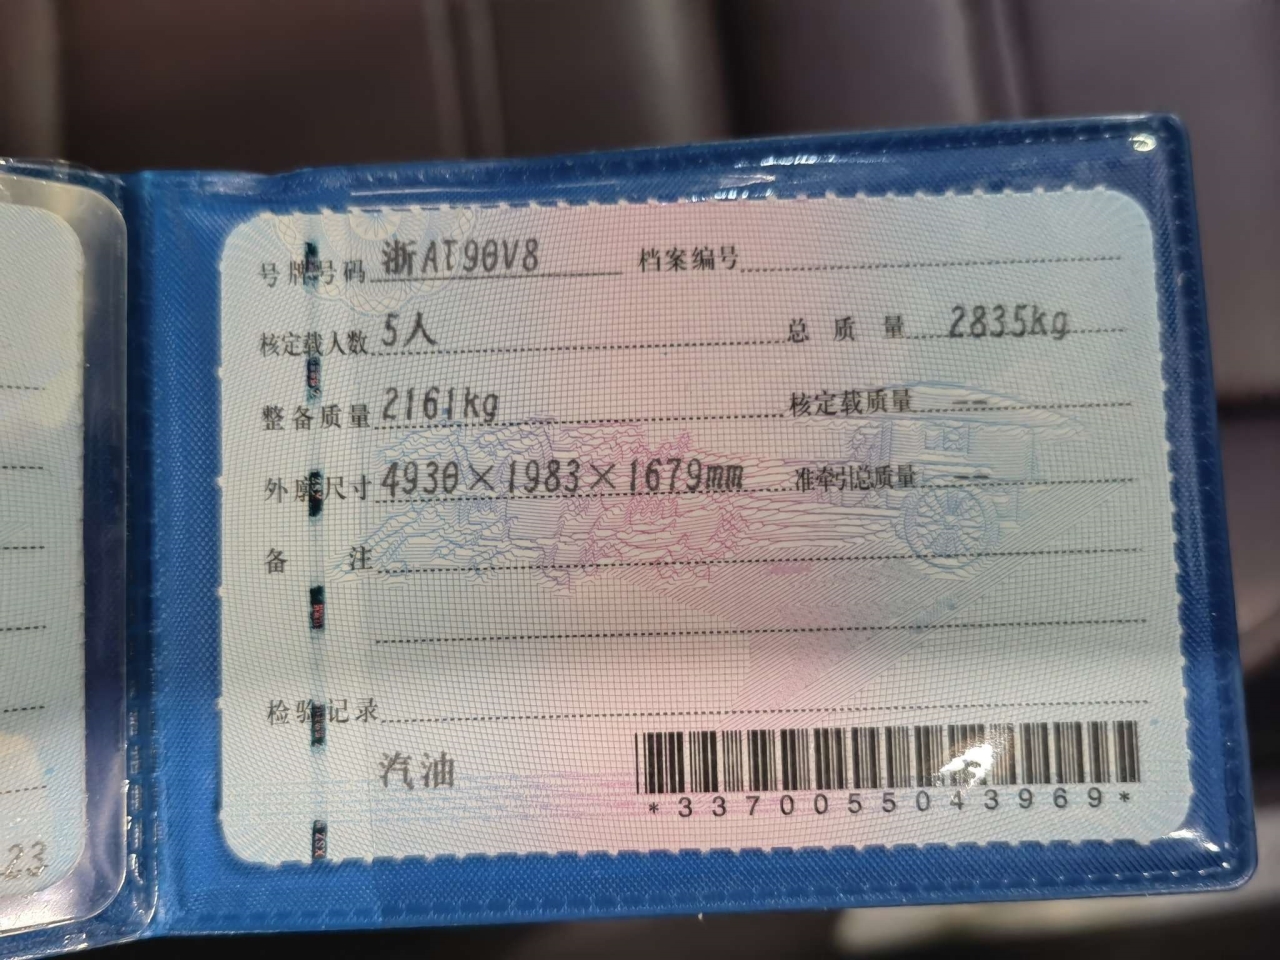 号牌号码 浙AT90V8 档案编号
核定载人数 5人 总质量 2835kg
整备质量 2161kg 核定载质量 --
外廓尺寸 4930×1983×1679mm 准牵引总质量 --
备注
检验记录
汽油
*3370055043969*
23